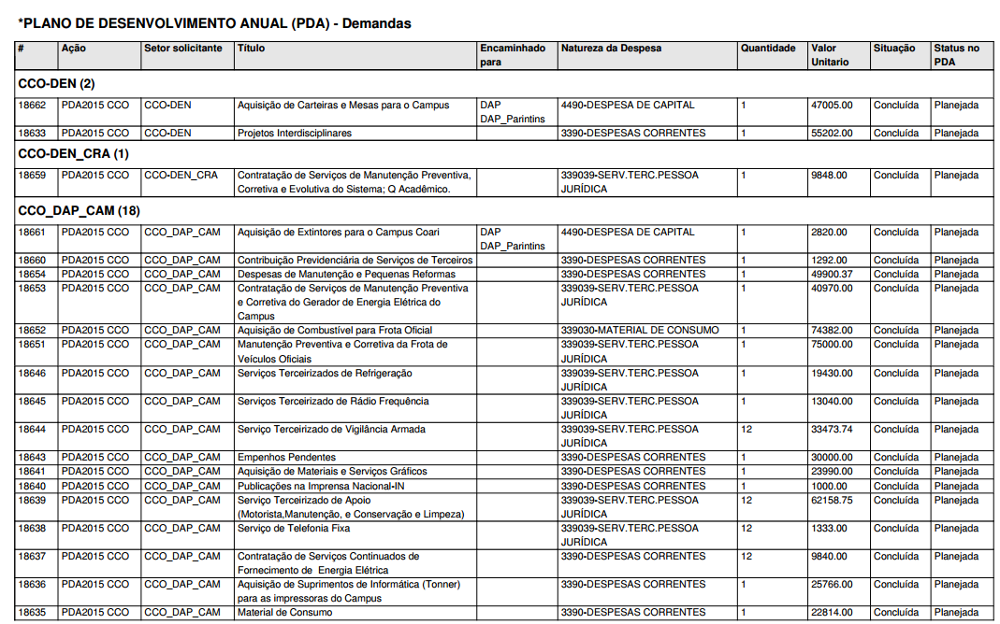 *PLANO DE DESENVOLVIMENTO ANUAL (PDA) - Demandas
# Ação Setor solicitante Título Encaminhado para Natureza da Despesa Quantidade Valor Unitario Situação Status no PDA
CCO-DEN (2)
18662 PDA2015 CCO CCO-DEN Aquisição de Carteiras e Mesas para o Campus DAP 4490-DESPESA DE CAPITAL 1 47005.00 Concluída Planejada
DAP_Parintins
18633 PDA2015 CCO CCO-DEN Projetos Interdisciplinares 3390-DESPESAS CORRENTES 1 55202.00 Concluída Planejada
CCO-DEN_CRA (1)
18659 PDA2015 CCO CCO-DEN_CRA Contratação de Serviços de Manutenção Preventiva, 339039-SERV.TERC.PESSOA 1 9848.00 Concluída Planejada
Corretiva e Evolutiva do Sistema; Q Acadêmico. JURÍDICA
CCO_DAP_CAM (18)
18661 PDA2015 CCO CCO_DAP_CAM Aquisição de Extintores para o Campus Coari DAP 4490-DESPESA DE CAPITAL 1 2820.00 Concluída Planejada
DAP_Parintins
18660 PDA2015 CCO CCO_DAP_CAM Contribuição Previdenciária de Serviços de Terceiros 3390-DESPESAS CORRENTES 1 1292.00 Concluída Planejada
18654 PDA2015 CCO CCO_DAP_CAM Despesas de Manutenção e Pequenas Reformas 3390-DESPESAS CORRENTES 1 49900.37 Concluída Planejada
18653 PDA2015 CCO CCO_DAP_CAM Contratação de Serviços de Manutenção Preventiva 339039-SERV.TERC.PESSOA 1 40970.00 Concluída Planejada
e Corretiva do Gerador de Energia Elétrica do JURÍDICA
Campus
18652 PDA2015 CCO CCO_DAP_CAM Aquisição de Combustível para Frota Oficial 339030-MATERIAL DE CONSUMO 1 74382.00 Concluída Planejada
18651 PDA2015 CCO CCO_DAP_CAM Manutenção Preventiva e Corretiva da Frota de 339039-SERV.TERC.PESSOA 1 75000.00 Concluída Planejada
Veículos Oficiais JURÍDICA
18646 PDA2015 CCO CCO_DAP_CAM Serviços Terceirizados de Refrigeração 339039-SERV.TERC.PESSOA 1 19430.00 Concluída Planejada
JURÍDICA
18645 PDA2015 CCO CCO_DAP_CAM Serviços Terceirizado de Rádio Frequência 339039-SERV.TERC.PESSOA 1 13040.00 Concluída Planejada
JURÍDICA
18644 PDA2015 CCO CCO_DAP_CAM Serviço Terceirizado de Vigilância Armada 339039-SERV.TERC.PESSOA 12 33473.74 Concluída Planejada
JURÍDICA
18643 PDA2015 CCO CCO_DAP_CAM Empenhos Pendentes 3390-DESPESAS CORRENTES 1 30000.00 Concluída Planejada
18641 PDA2015 CCO CCO_DAP_CAM Aquisição de Materiais e Serviços Gráficos 3390-DESPESAS CORRENTES 1 23990.00 Concluída Planejada
18640 PDA2015 CCO CCO_DAP_CAM Publicações na Imprensa Nacional-IN 3390-DESPESAS CORRENTES 1 1000.00 Concluída Planejada
18639 PDA2015 CCO CCO_DAP_CAM Serviço Terceirizado de Apoio 339039-SERV.TERC.PESSOA 12 62158.75 Concluída Planejada
(Motorista,Manutenção, e Conservação e Limpeza) JURÍDICA
18638 PDA2015 CCO CCO_DAP_CAM Serviço de Telefonia Fixa 339039-SERV.TERC.PESSOA 12 1333.00 Concluída Planejada
JURÍDICA
18637 PDA2015 CCO CCO_DAP_CAM Contratação de Serviços Continuados de 3390-DESPESAS CORRENTES 12 9840.00 Concluída Planejada
Fornecimento de Energia Elétrica
18636 PDA2015 CCO CCO_DAP_CAM Aquisição de Suprimentos de Informática (Tonner) 3390-DESPESAS CORRENTES 1 25766.00 Concluída Planejada
para as impressoras do Campus
18635 PDA2015 CCO CCO_DAP_CAM Material de Consumo 3390-DESPESAS CORRENTES 1 22814.00 Concluída Planejada